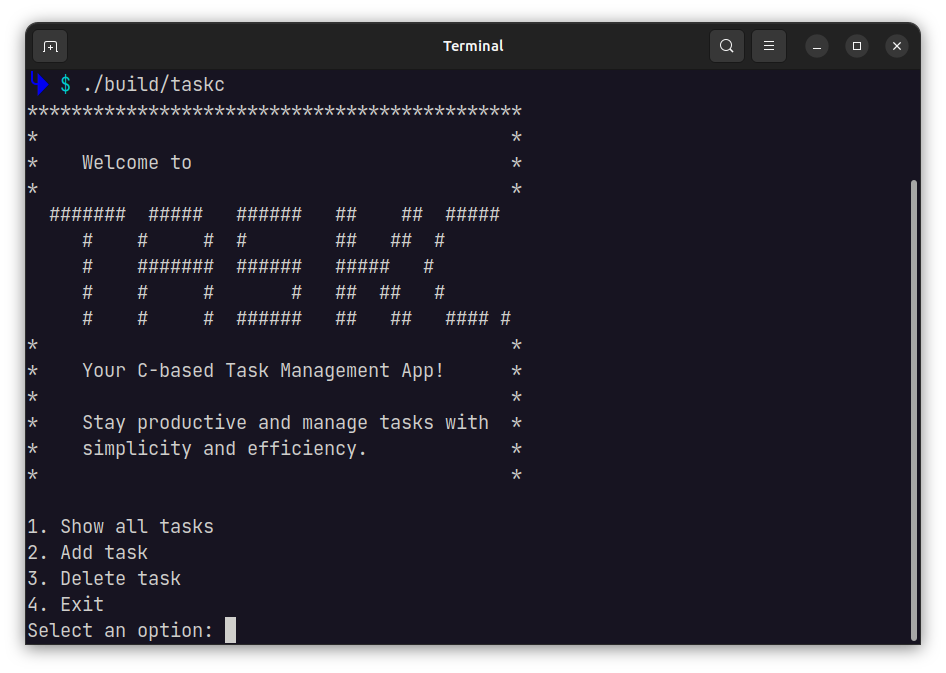 Terminal
$ ./build/taskc
*********************************************
*                                           *
*    Welcome to                             *
*                                           *
  #######  #####   ######   ##    ##  #####
     #    #     #  #        ##   ##  #
     #    #######  ######   #####   #
     #    #     #       #   ##  ##   #
     #    #     #  ######   ##   ##   #### #
*                                           *
*    Your C-based Task Management App!      *
*                                           *
*    Stay productive and manage tasks with  *
*    simplicity and efficiency.             *
*                                           *
1. Show all tasks
2. Add task
3. Delete task
4. Exit
Select an option: